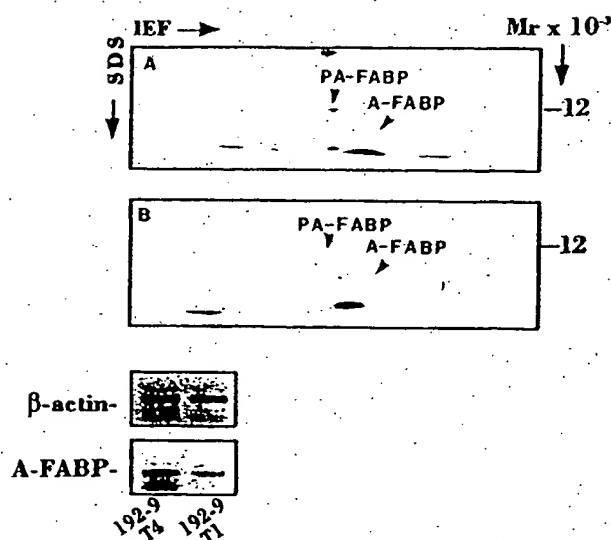 IEF → Mr x 10⁻³
SDS
A
PA-FABP
A-FABP
–12
B
PA-FABP
A-FABP
–12
β-actin-
A-FABP-
192-9 T4
192-9 T1